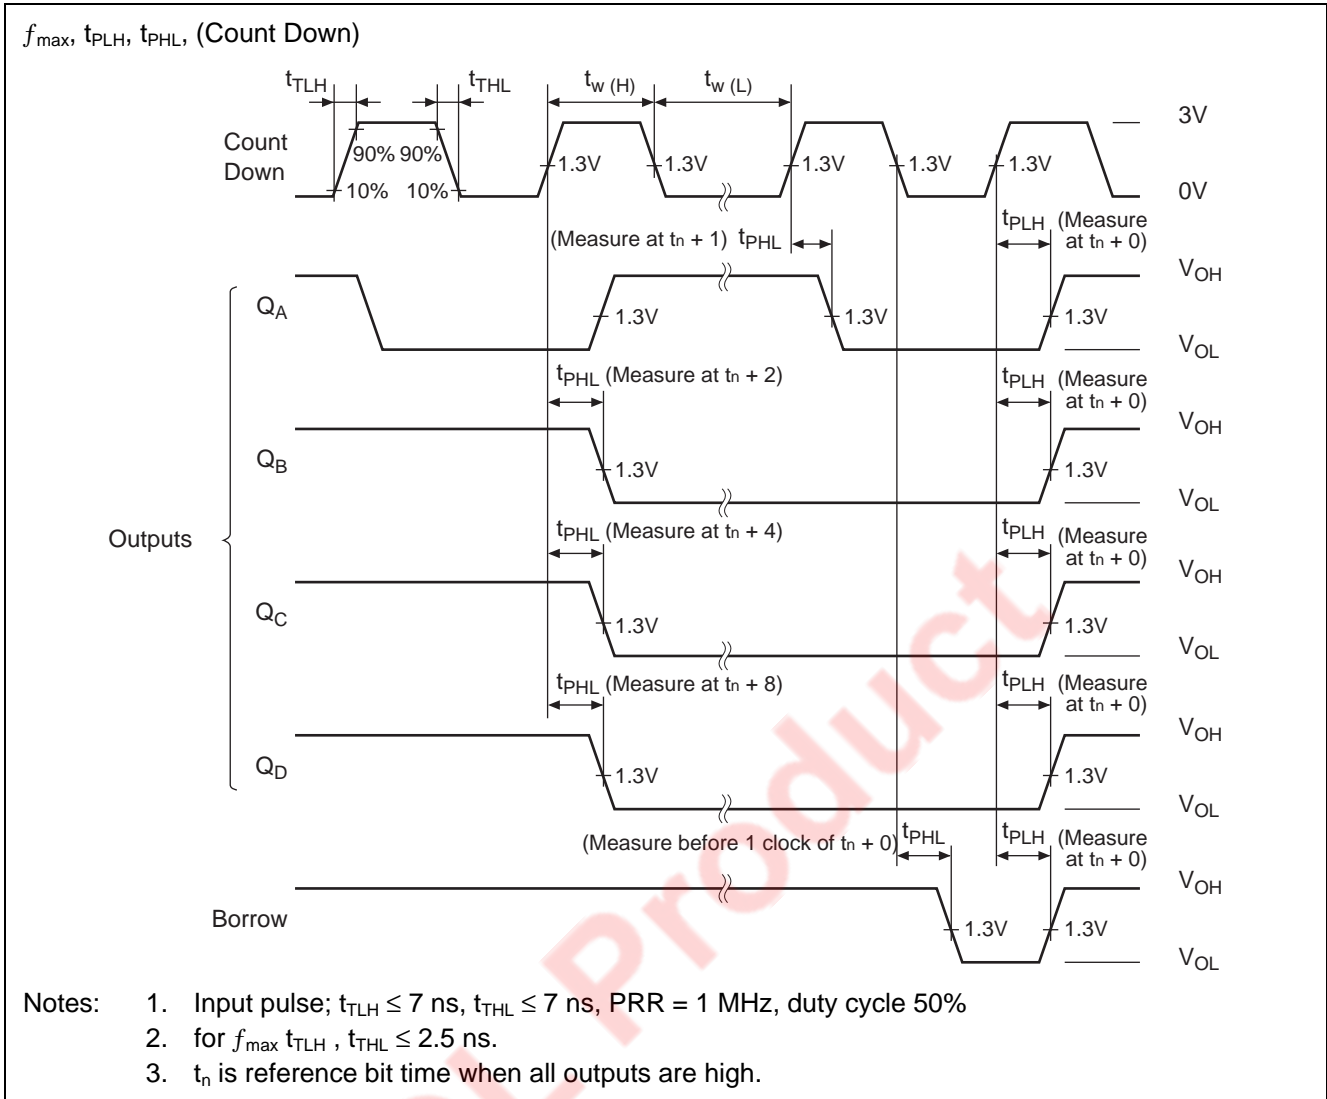 fmax, tPLH, tPHL, (Count Down)
tTLH tTHL tw (H) tw (L)
3V
Count
Down
90% 90% 1.3V 1.3V 1.3V 1.3V 1.3V
10% 10%
0V
(Measure at tn + 1) tPHL tPLH (Measure
at tn + 0)
VOH
QA
1.3V 1.3V 1.3V
VOL
tPHL (Measure at tn + 2) tPLH (Measure
at tn + 0)
VOH
QB
1.3V 1.3V
VOL
Outputs
tPHL (Measure at tn + 4) tPLH (Measure
at tn + 0)
VOH
QC
1.3V 1.3V
VOL
tPHL (Measure at tn + 8) tPLH (Measure
at tn + 0)
VOH
QD
1.3V 1.3V
VOL
(Measure before 1 clock of tn + 0) tPHL tPLH (Measure
at tn + 0)
VOH
Borrow
1.3V 1.3V
VOL
Notes: 1. Input pulse; tTLH ≤ 7 ns, tTHL ≤ 7 ns, PRR = 1 MHz, duty cycle 50%
2. for fmax tTLH , tTHL ≤ 2.5 ns.
3. tn is reference bit time when all outputs are high.
Product